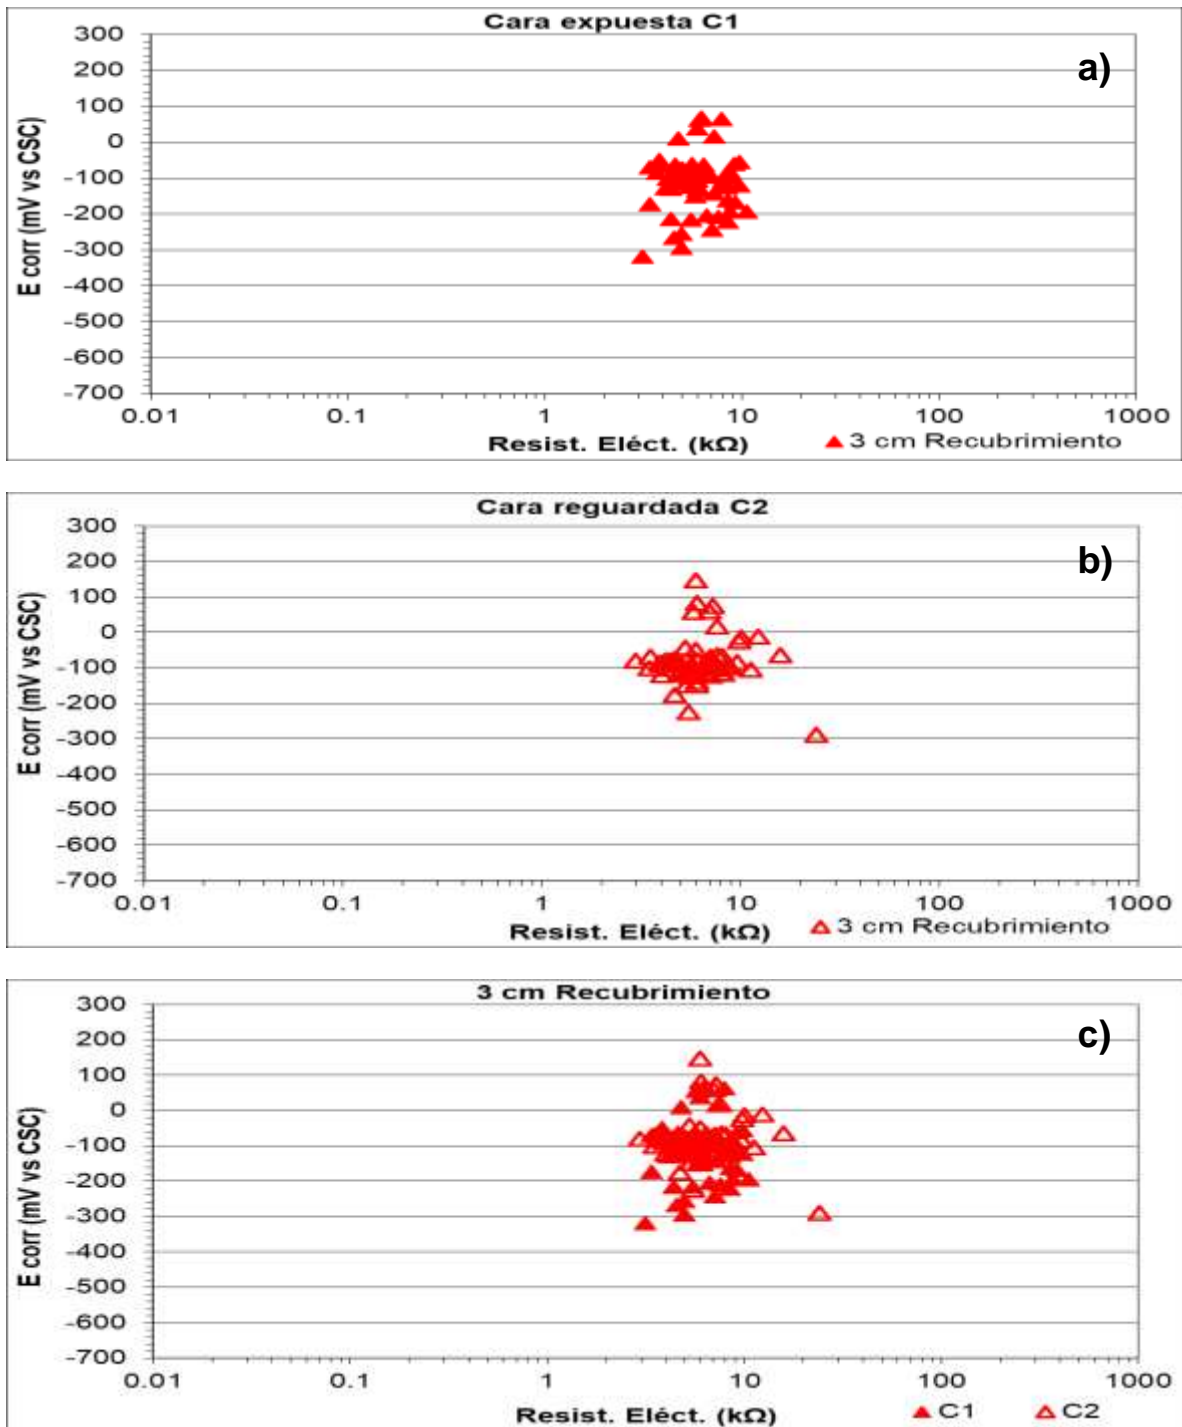 Cara expuesta C1
a)
300
200
100
0
-100
-200
-300
-400
-500
-600
-700
E corr (mV vs CSC)
0.01 0.1 1 10 100 1000
Resist. Eléct. (kΩ) 3 cm Recubrimiento
Cara reguardada C2
b)
300
200
100
0
-100
-200
-300
-400
-500
-600
-700
E corr (mV vs CSC)
0.01 0.1 1 10 100 1000
Resist. Eléct. (kΩ) 3 cm Recubrimiento
3 cm Recubrimiento
c)
300
200
100
0
-100
-200
-300
-400
-500
-600
-700
E corr (mV vs CSC)
0.01 0.1 1 10 100 1000
Resist. Eléct. (kΩ) C1 C2